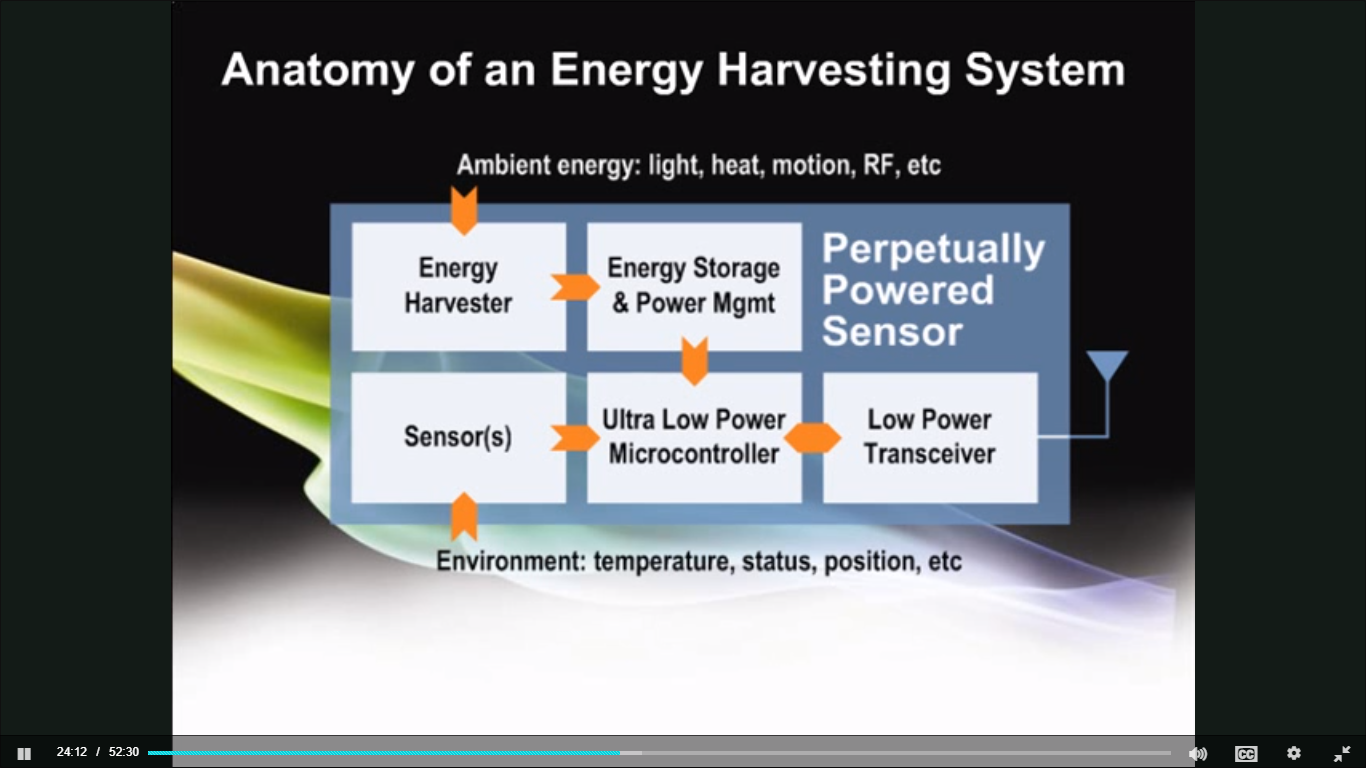 Anatomy of an Energy Harvesting System
Ambient energy: light, heat, motion, RF, etc
Energy
Harvester
Energy Storage
& Power Mgmt
Perpetually
Powered
Sensor
Sensor(s)
Ultra Low Power
Microcontroller
Low Power
Transceiver
Environment: temperature, status, position, etc
24:12 / 52:30
CC